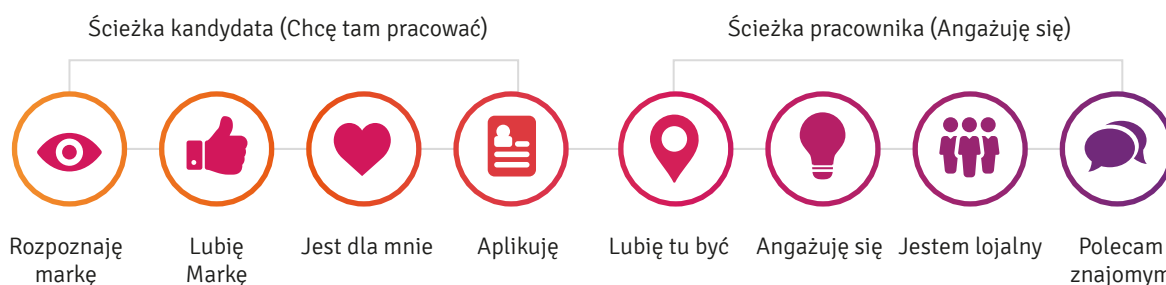 Ścieżka kandydata (Chcę tam pracować)
Ścieżka pracownika (Angażuję się)
Rozpoznaję
markę
Lubię
Markę
Jest dla mnie
Aplikuję
Lubię tu być
Angażuję się
Jestem lojalny
Polecam
znajomym